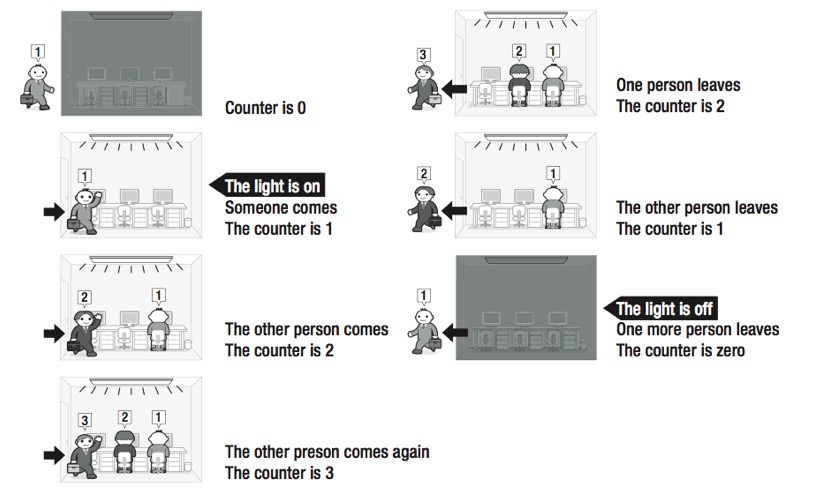 1
Counter is 0
1
The light is on
Someone comes
The counter is 1
2
1
The other person comes
The counter is 2
3
2
1
The other preson comes again
The counter is 3
3
2
1
One person leaves
The counter is 2
2
1
The other person leaves
The counter is 1
1
The light is off
One more person leaves
The counter is zero